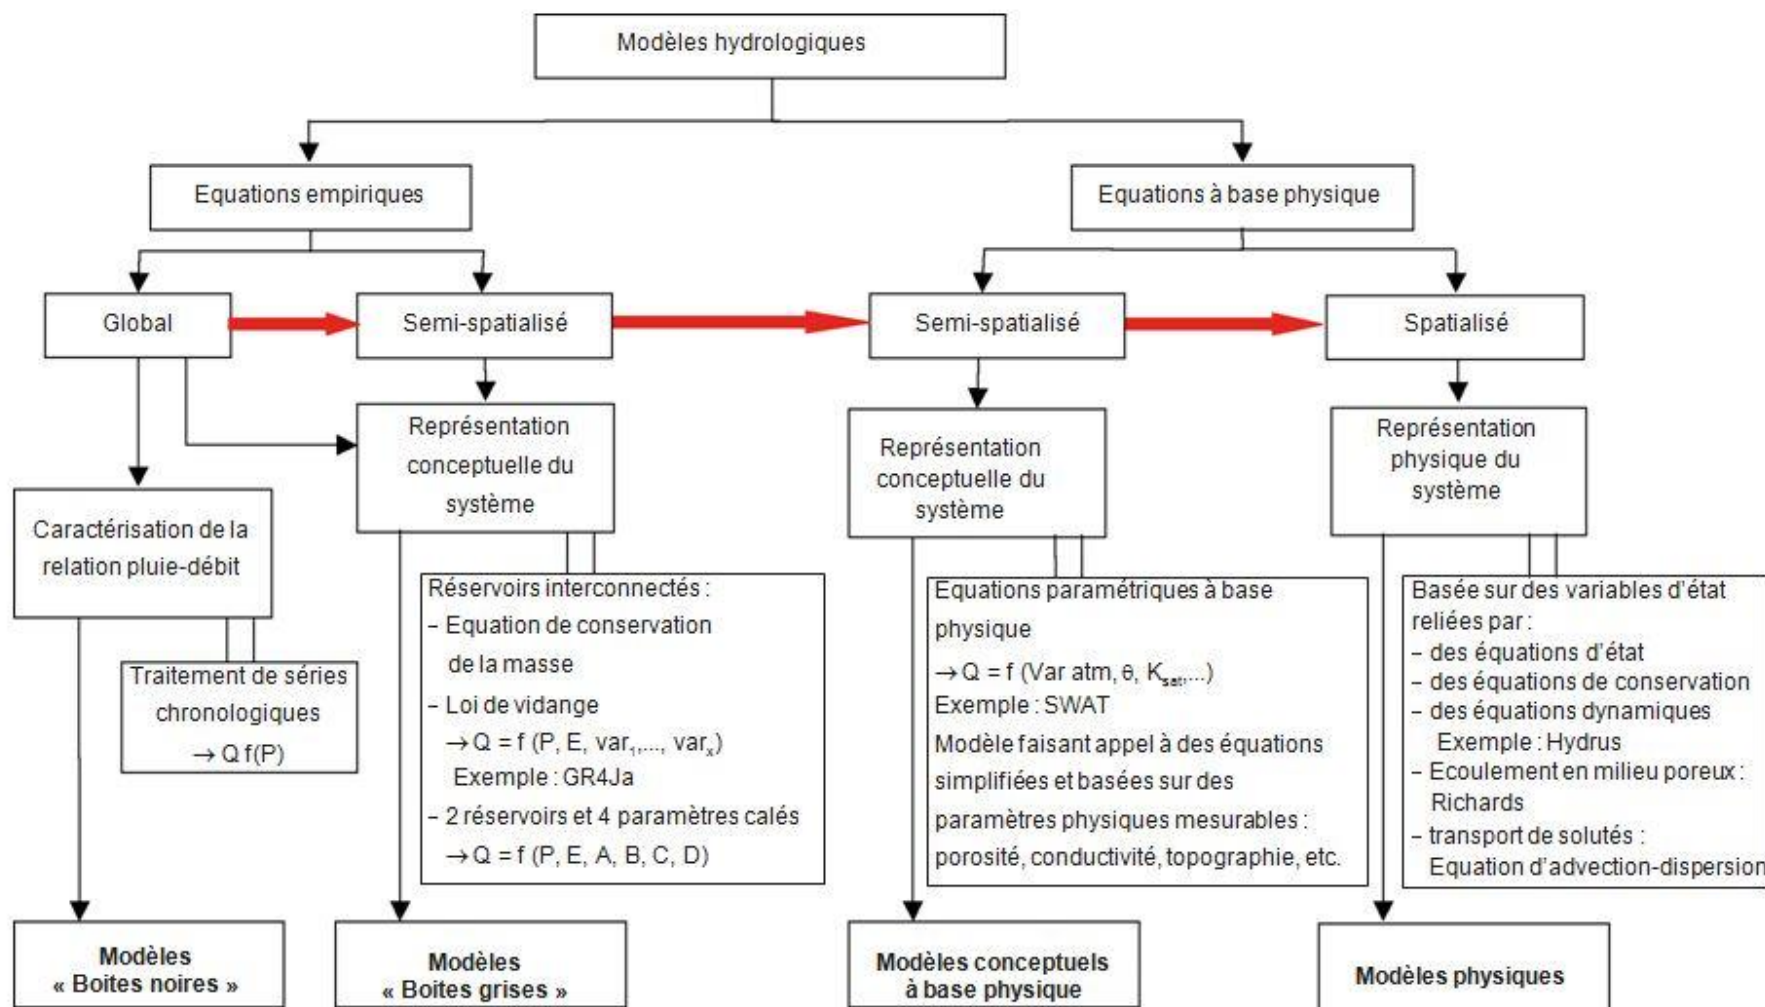 Modèles hydrologiques
Equations empiriques
Equations à base physique
Global
Semi-spatialisé
Semi-spatialisé
Spatialisé
Caractérisation de la
relation pluie-débit
Traitement de séries
chronologiques
→ Q f(P)
Représentation
conceptuelle du
système
Réservoirs interconnectés :
– Equation de conservation
de la masse
– Loi de vidange
→ Q = f (P, E, var₁,..., varₓ)
Exemple : GR4Ja
– 2 réservoirs et 4 paramètres calés
→ Q = f (P, E, A, B, C, D)
Représentation
conceptuelle du
système
Equations paramétriques à base
physique
→ Q = f (Var atm, θ, Ksat,...)
Exemple : SWAT
Modèle faisant appel à des équations
simplifiées et basées sur des
paramètres physiques mesurables :
porosité, conductivité, topographie, etc.
Représentation
physique du
système
Basée sur des variables d'état
reliées par :
– des équations d'état
– des équations de conservation
– des équations dynamiques
Exemple : Hydrus
– Ecoulement en milieu poreux :
Richards
– transport de solutés :
Equation d'advection-dispersion
Modèles
« Boites noires »
Modèles
« Boites grises »
Modèles conceptuels
à base physique
Modèles physiques